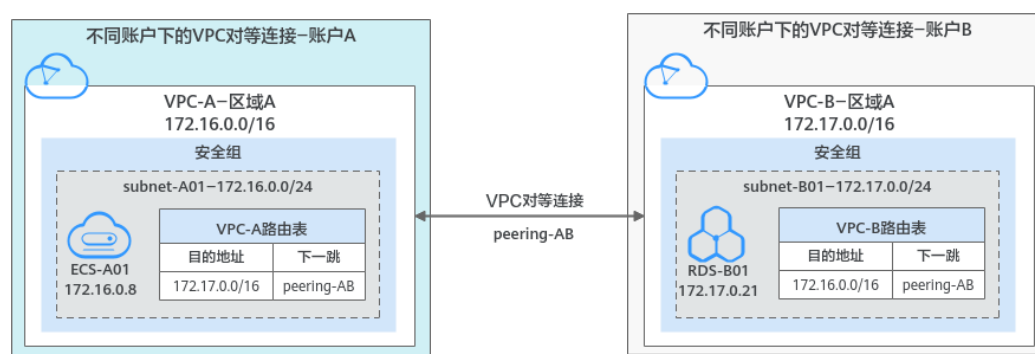 不同账户下的VPC对等连接–账户A
VPC-A–区域A
172.16.0.0/16
安全组
subnet-A01–172.16.0.0/24
VPC-A路由表
目的地址 下一跳
172.17.0.0/16 peering-AB
ECS-A01
172.16.0.8
VPC对等连接
peering-AB
不同账户下的VPC对等连接–账户B
VPC-B–区域A
172.17.0.0/16
安全组
subnet-B01–172.17.0.0/24
VPC-B路由表
目的地址 下一跳
172.16.0.0/16 peering-AB
RDS-B01
172.17.0.21